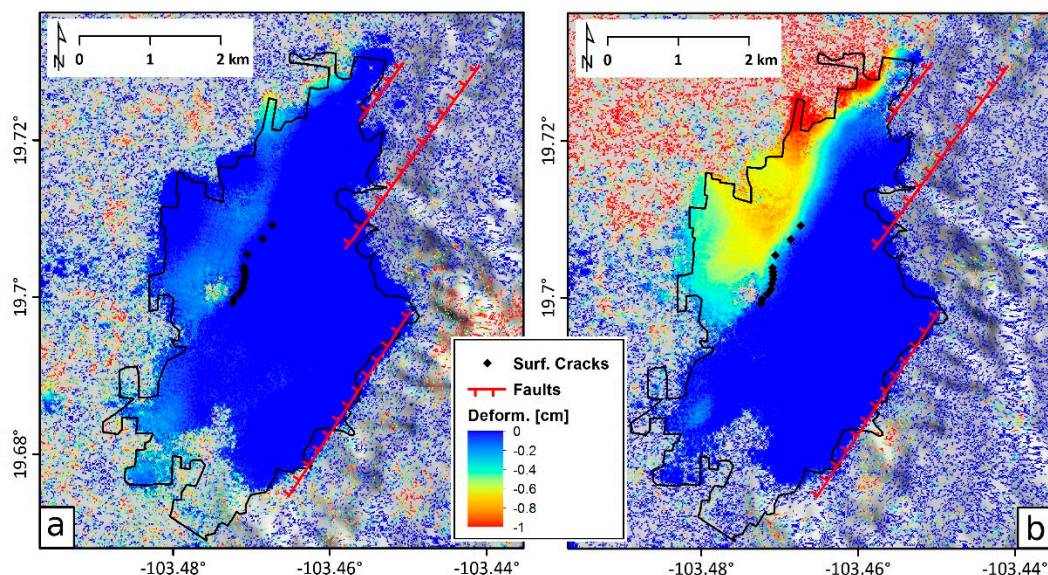 N
0 1 2 km
N
0 1 2 km
19.72°
19.7°
19.68°
19.72°
19.7°
19.68°
Surf. Cracks
Faults
Deform. [cm]
0
-0.2
-0.4
-0.6
-0.8
-1
a
b
-103.48° -103.46° -103.44°
-103.48° -103.46° -103.44°